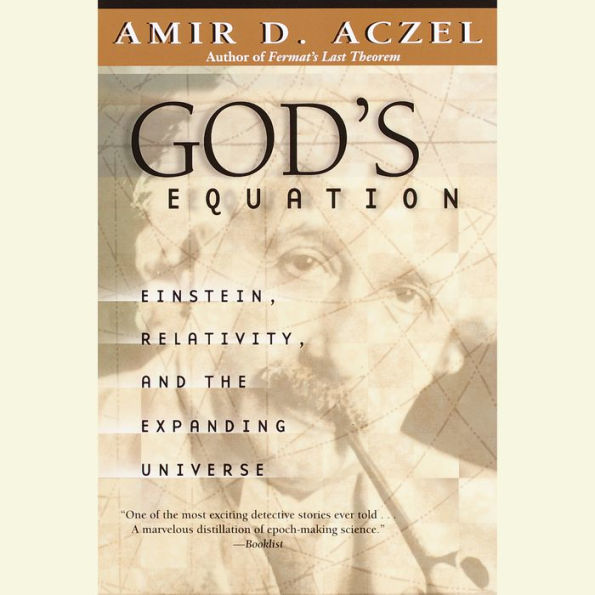 AMIR D. ACZEL
Author of Fermat's Last Theorem
GOD'S
EQUATION
EINSTEIN,
RELATIVITY,
AND THE
EXPANDING
UNIVERSE
“One of the most exciting detective stories ever told . . .
A marvelous distillation of epoch-making science.”
—Booklist